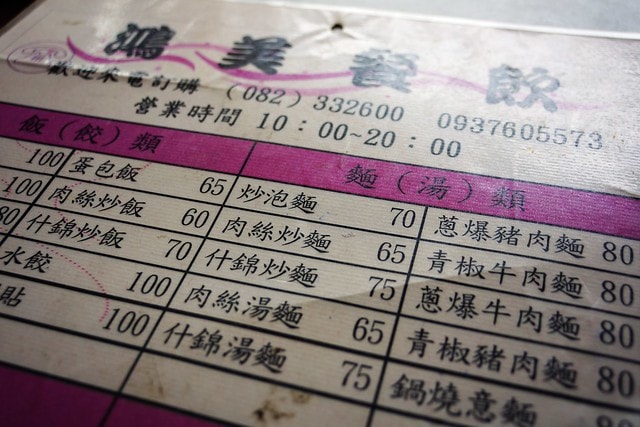 鴻美餐飲
歡迎來電訂購 (082) 332600 0937605573
營業時間 10：00~20：00
飯（餃）類 麵（湯）類
100 蛋包飯 65 炒泡麵 70 蔥爆豬肉麵 80
100 肉絲炒飯 60 肉絲炒麵 65 青椒牛肉麵 80
80 什錦炒飯 70 什錦炒麵 75 蔥爆牛肉麵 80
水餃 100 肉絲湯麵 65 青椒豬肉麵 80
貼 100 什錦湯麵 75 鍋燒意麵